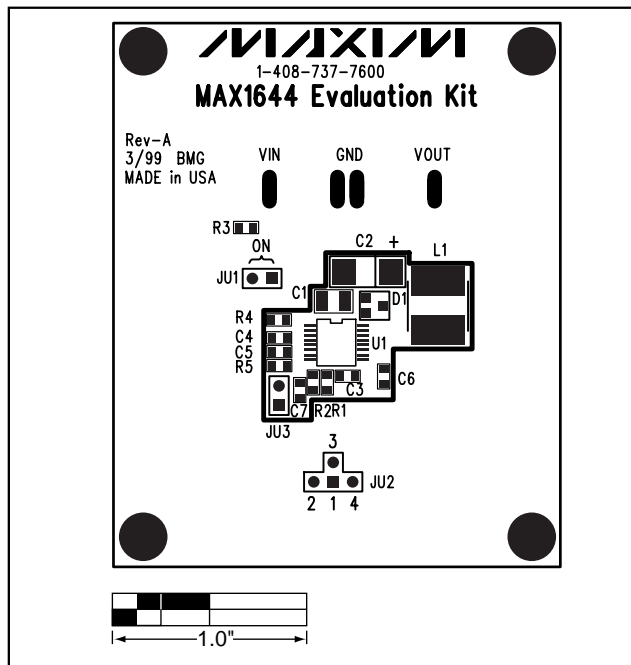 MAXIM
1-408-737-7600
MAX1644 Evaluation Kit
Rev-A
3/99 BMG
MADE in USA
VIN
GND
VOUT
R3
ON
JU1
C2 +
L1
C1
D1
R4
U1
C4
C5
R5
C3
C6
C7
R2R1
JU3
3
JU2
2 1 4
1.0"